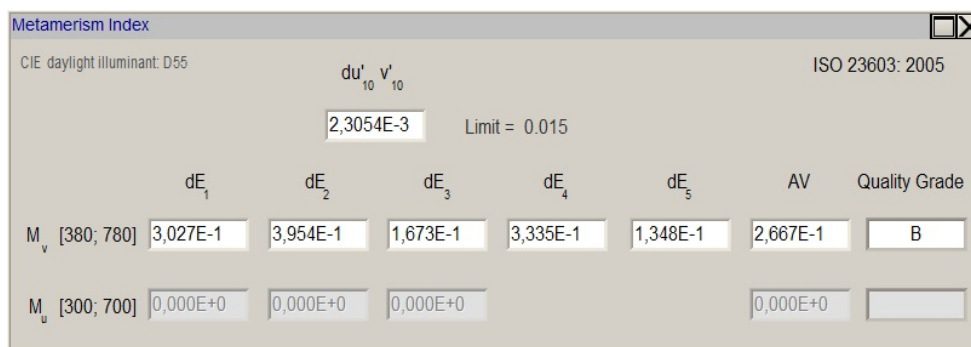 Metamerism Index
CIE daylight illuminant: D55
ISO 23603: 2005
du'10 v'10
2,3054E-3 Limit = 0.015
dE1 dE2 dE3 dE4 dE5 AV Quality Grade
Mv [380; 780] 3,027E-1 3,954E-1 1,673E-1 3,335E-1 1,348E-1 2,667E-1 B
Mu [300; 700] 0,000E+0 0,000E+0 0,000E+0 0,000E+0